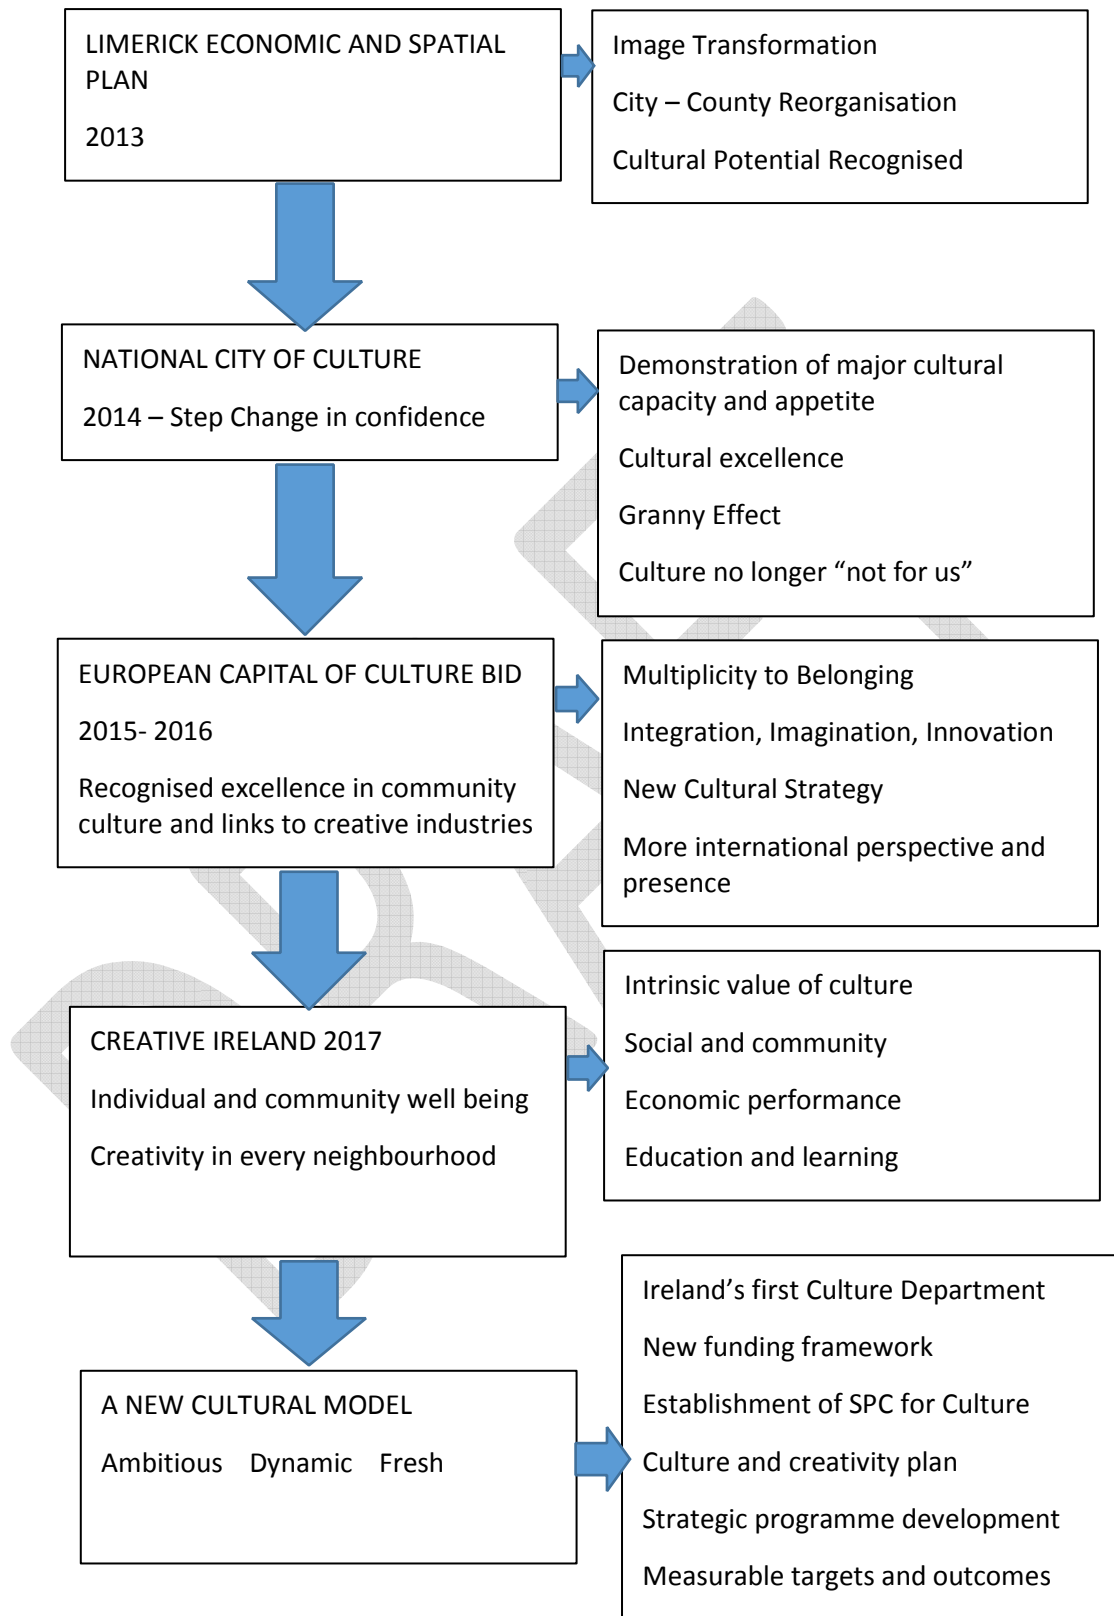 LIMERICK ECONOMIC AND SPATIAL
PLAN
2013
Image Transformation
City – County Reorganisation
Cultural Potential Recognised
NATIONAL CITY OF CULTURE
2014 – Step Change in confidence
Demonstration of major cultural
capacity and appetite
Cultural excellence
Granny Effect
Culture no longer “not for us”
EUROPEAN CAPITAL OF CULTURE BID
2015- 2016
Recognised excellence in community
culture and links to creative industries
Multiplicity to Belonging
Integration, Imagination, Innovation
New Cultural Strategy
More international perspective and
presence
CREATIVE IRELAND 2017
Individual and community well being
Creativity in every neighbourhood
Intrinsic value of culture
Social and community
Economic performance
Education and learning
A NEW CULTURAL MODEL
Ambitious Dynamic Fresh
Ireland’s first Culture Department
New funding framework
Establishment of SPC for Culture
Culture and creativity plan
Strategic programme development
Measurable targets and outcomes